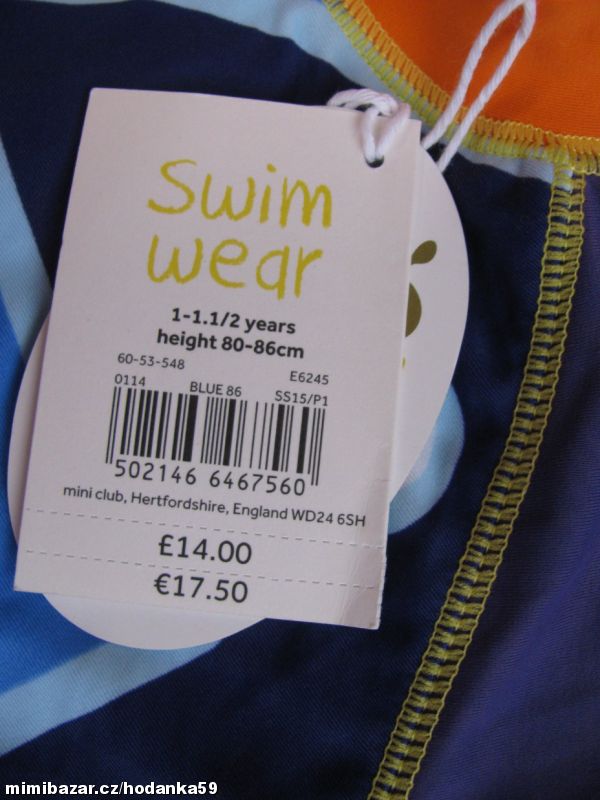 swim
wear
1-1.1/2 years
height 80-86cm
60-53-548 E6245
0114 BLUE 86 SS15/P1
502146 6467560
mini club, Hertfordshire, England WD24 6SH
£14.00
€17.50
mimibazar.cz/hodanka59